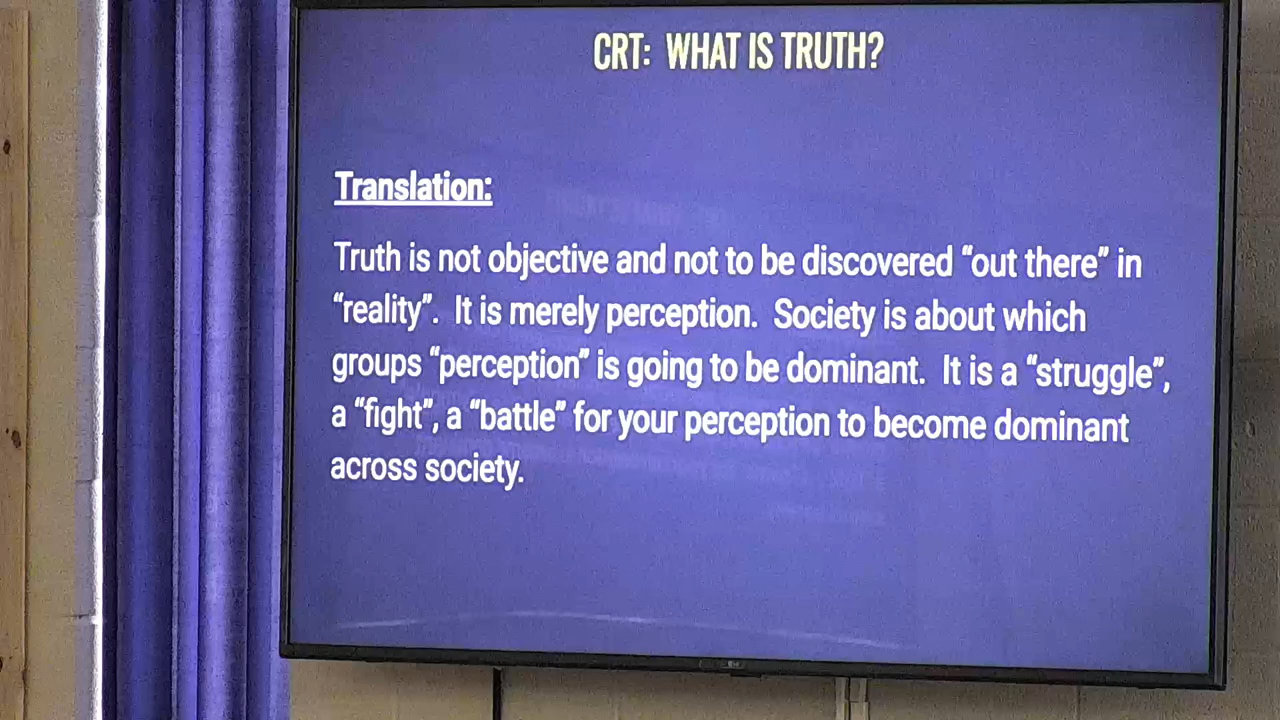 CRT: WHAT IS TRUTH?
Translation:
Truth is not objective and not to be discovered “out there” in
“reality”. It is merely perception. Society is about which
groups “perception” is going to be dominant. It is a “struggle”,
a “fight”, a “battle” for your perception to become dominant
across society.